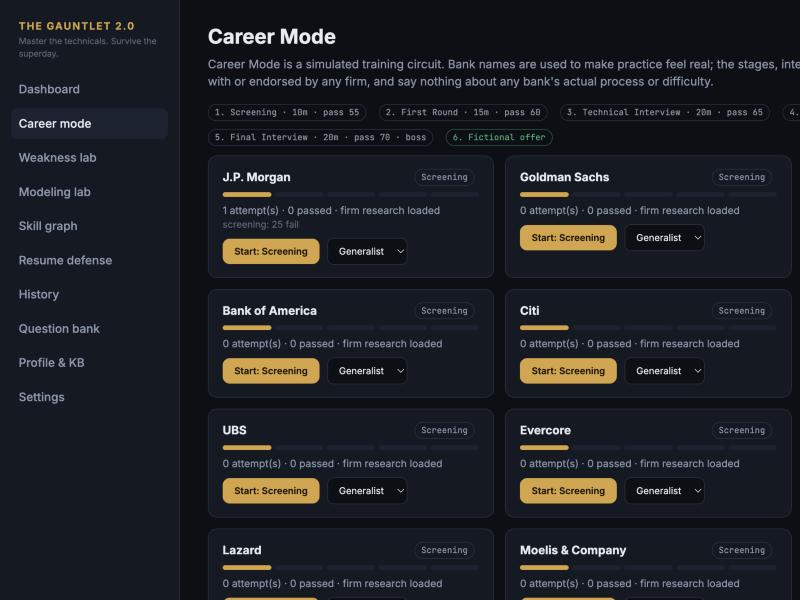 THE GAUNTLET 2.0
Master the technicals. Survive the
superday.
Dashboard
Career mode
Weakness lab
Modeling lab
Skill graph
Resume defense
History
Question bank
Profile & KB
Settings
Career Mode
Career Mode is a simulated training circuit. Bank names are used to make practice feel real; the stages, inte
with or endorsed by any firm, and say nothing about any bank's actual process or difficulty.
1. Screening · 10m · pass 55
2. First Round · 15m · pass 60
3. Technical Interview · 20m · pass 65
4.
5. Final Interview · 20m · pass 70 · boss
6. Fictional offer
J.P. Morgan
Screening
1 attempt(s) · 0 passed · firm research loaded
screening: 25 fail
Start: Screening
Generalist
Goldman Sachs
Screening
0 attempt(s) · 0 passed · firm research loaded
Start: Screening
Generalist
Bank of America
Screening
0 attempt(s) · 0 passed · firm research loaded
Start: Screening
Generalist
Citi
Screening
0 attempt(s) · 0 passed · firm research loaded
Start: Screening
Generalist
UBS
Screening
0 attempt(s) · 0 passed · firm research loaded
Start: Screening
Generalist
Evercore
Screening
0 attempt(s) · 0 passed · firm research loaded
Start: Screening
Generalist
Lazard
Screening
0 attempt(s) · 0 passed · firm research loaded
Moelis & Company
Screening
0 attempt(s) · 0 passed · firm research loaded